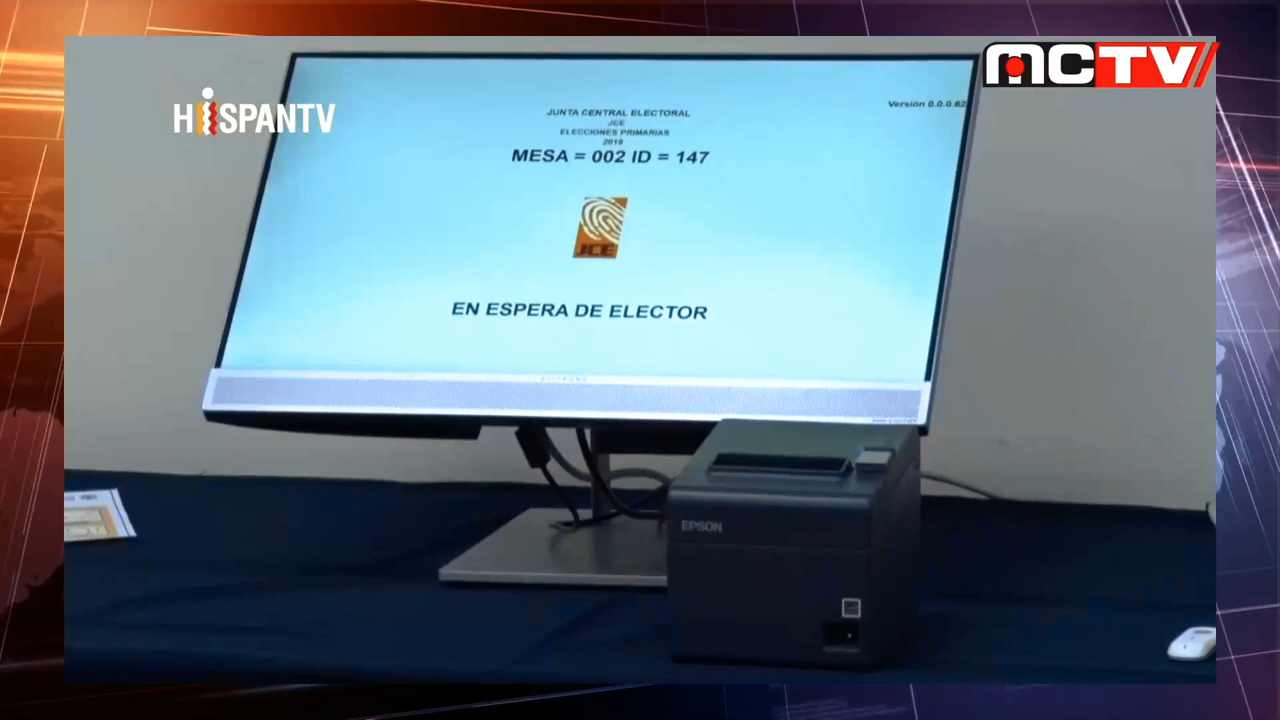 MCTV
HISPANTV
Versión 0.0.0.62
JUNTA CENTRAL ELECTORAL
JCE
ELECCIONES PRIMARIAS
2019
MESA = 002 ID = 147
JCE
EN ESPERA DE ELECTOR
EPSON